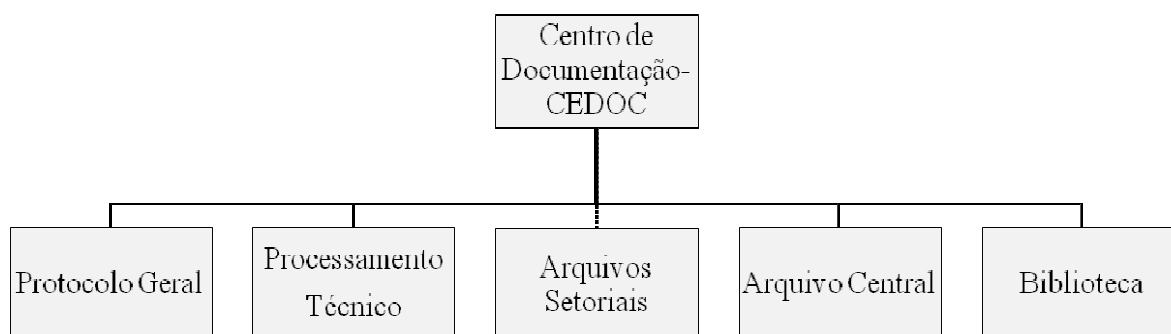 Centro de
Documentação-
CEDOC
Protocolo Geral
Processamento
Técnico
Arquivos
Setoriais
Arquivo Central
Biblioteca